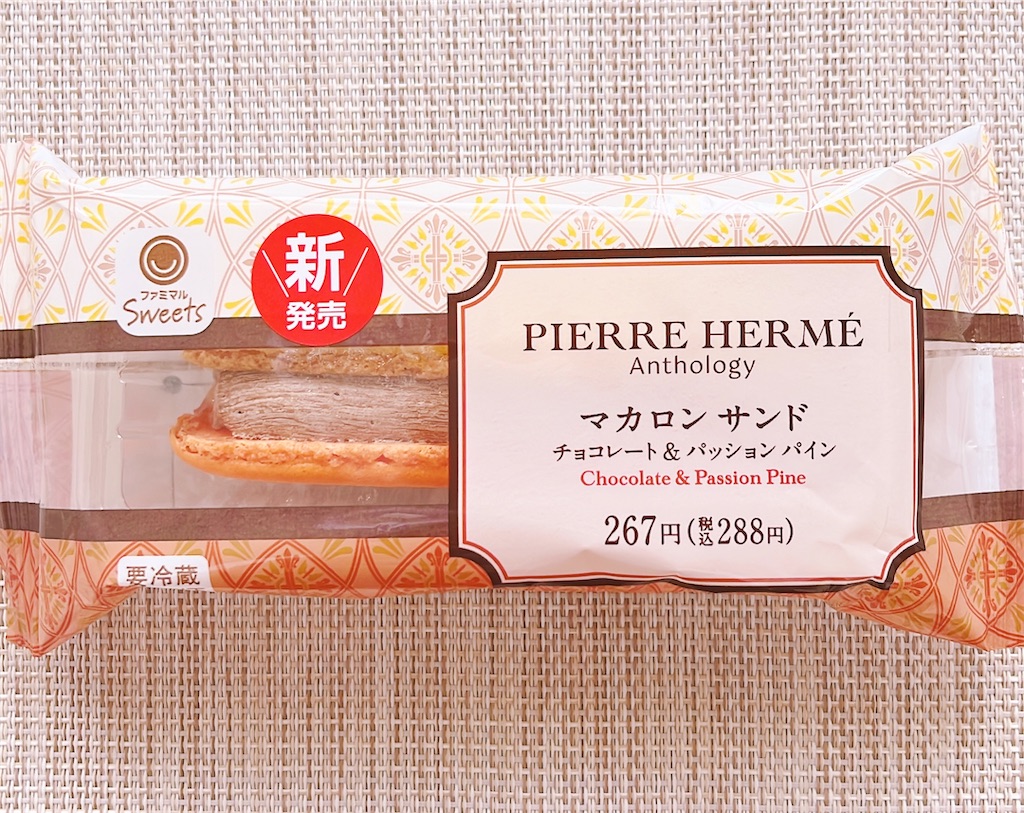 ファミマル
Sweets
新
発売
PIERRE HERMÉ
Anthology
マカロン サンド
チョコレート & パッション パイン
Chocolate & Passion Pine
267円(税込288円)
要冷蔵